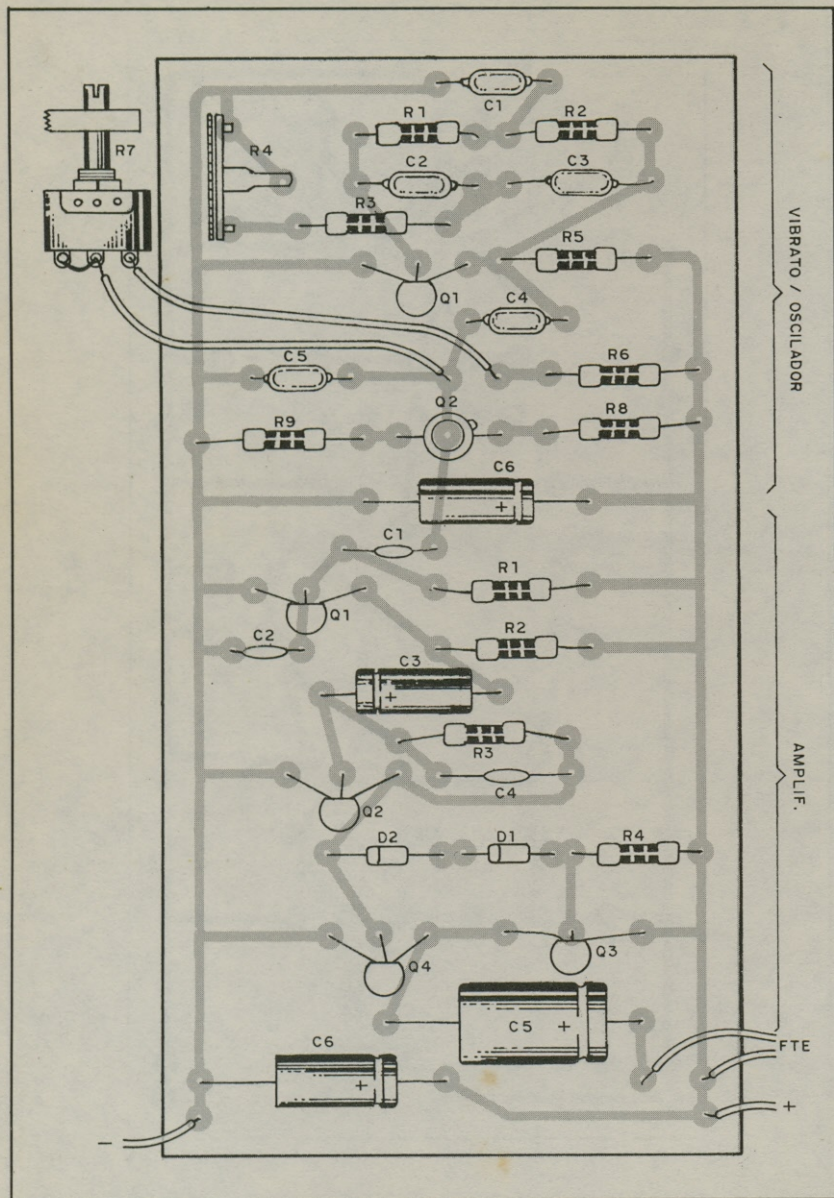 C1
R1
R2
R7
R4
C2
C3
R3
R5
Q1
C4
C5
R6
Q2
R9
R8
C6
+
VIBRATO / OSCILADOR
C1
R1
Q1
C2
R2
C3
+
R3
C4
Q2
D2
D1
R4
Q4
Q3
C5 +
C6
+
FTE
+
−
AMPLIF.